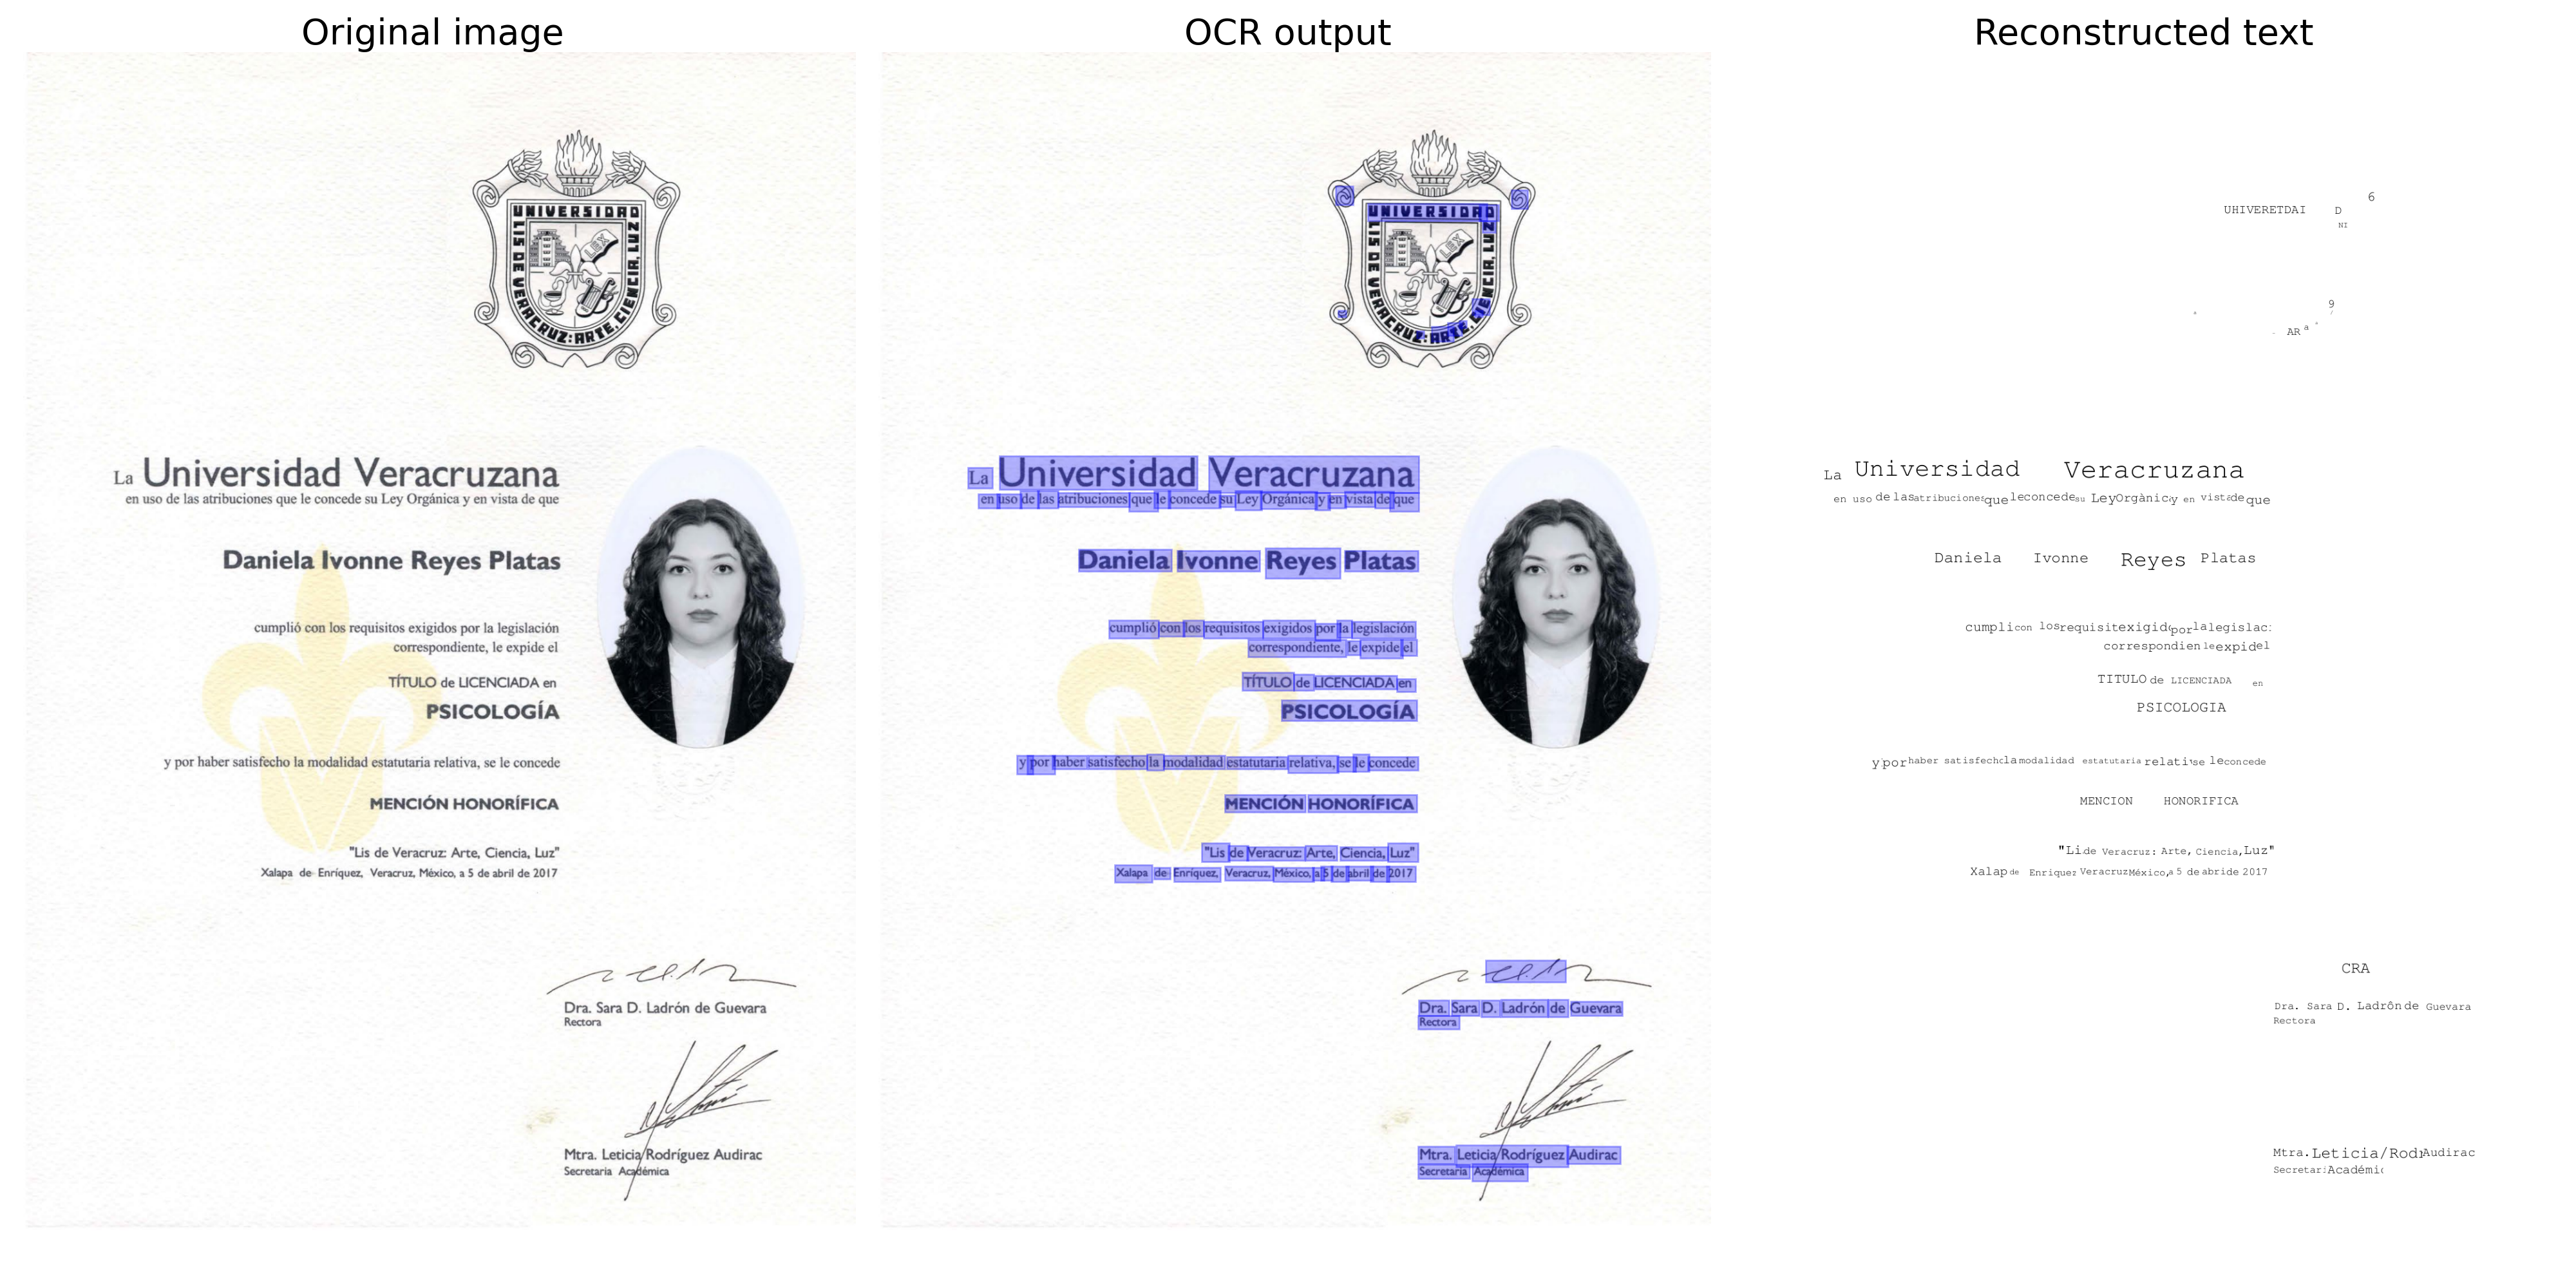 Original image
UNIVERSIDAD
LIS DE VERACRUZ: ARTE, CIENCIA, LUZ
LEX
La Universidad Veracruzana
en uso de las atribuciones que le concede su Ley Orgánica y en vista de que
Daniela Ivonne Reyes Platas
cumplió con los requisitos exigidos por la legislación
correspondiente, le expide el
TÍTULO de LICENCIADA en
PSICOLOGÍA
y por haber satisfecho la modalidad estatutaria relativa, se le concede
MENCIÓN HONORÍFICA
"Lis de Veracruz: Arte, Ciencia, Luz"
Xalapa de Enríquez, Veracruz, México, a 5 de abril de 2017
Dra. Sara D. Ladrón de Guevara
Rectora
Mtra. Leticia Rodríguez Audirac
Secretaria Académica
OCR output
UNIVERSIDAD
LIS DE VERACRUZ: ARTE, CIENCIA, LUZ
LEX
La Universidad Veracruzana
en uso de las atribuciones que le concede su Ley Orgánica y en vista de que
Daniela Ivonne Reyes Platas
cumplió con los requisitos exigidos por la legislación
correspondiente, le expide el
TÍTULO de LICENCIADA en
PSICOLOGÍA
y por haber satisfecho la modalidad estatutaria relativa, se le concede
MENCIÓN HONORÍFICA
"Lis de Veracruz: Arte, Ciencia, Luz"
Xalapa de Enríquez, Veracruz, México, a 5 de abril de 2017
Dra. Sara D. Ladrón de Guevara
Rectora
Mtra. Leticia Rodríguez Audirac
Secretaria Académica
Reconstructed text
6
UHIVERETDAI D
NI
9
AR a
La Universidad Veracruzana
en uso de las atribuciones que le concede su Ley Orgànic y en vista de que
Daniela Ivonne Reyes Platas
cumpli con los requisit exigido por la legislac
correspondien le expid el
TITULO de LICENCIADA en
PSICOLOGIA
y por haber satisfech la modalidad estatutaria relativ se le concede
MENCION HONORIFICA
"Li de Veracruz: Arte, Ciencia, Luz"
Xalap de Enriquez Veracruz México, a 5 de abri de 2017
CRA
Dra. Sara D. Ladrôn de Guevara
Rectora
Mtra. Leticia/Rod Audirac
Secretar Académic